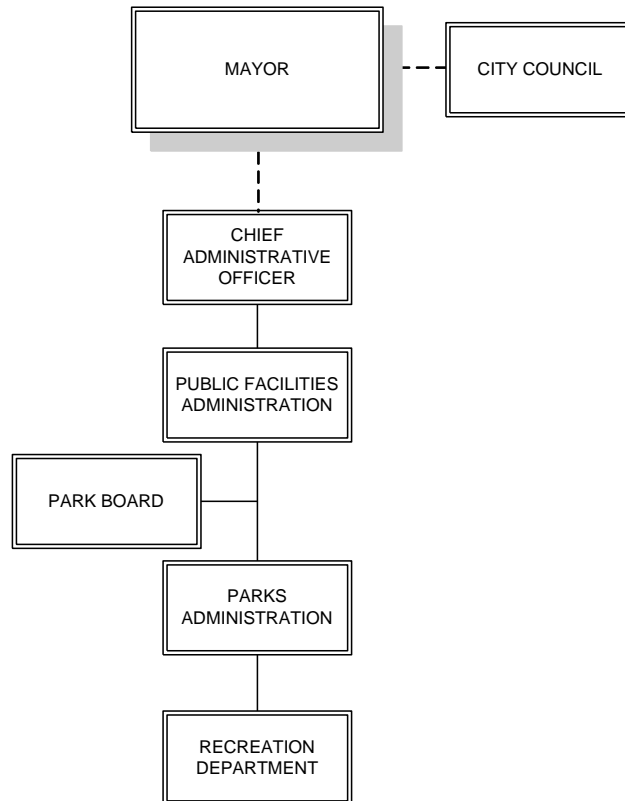 MAYOR
CITY COUNCIL
CHIEF
ADMINISTRATIVE
OFFICER
PUBLIC FACILITIES
ADMINISTRATION
PARK BOARD
PARKS
ADMINISTRATION
RECREATION
DEPARTMENT